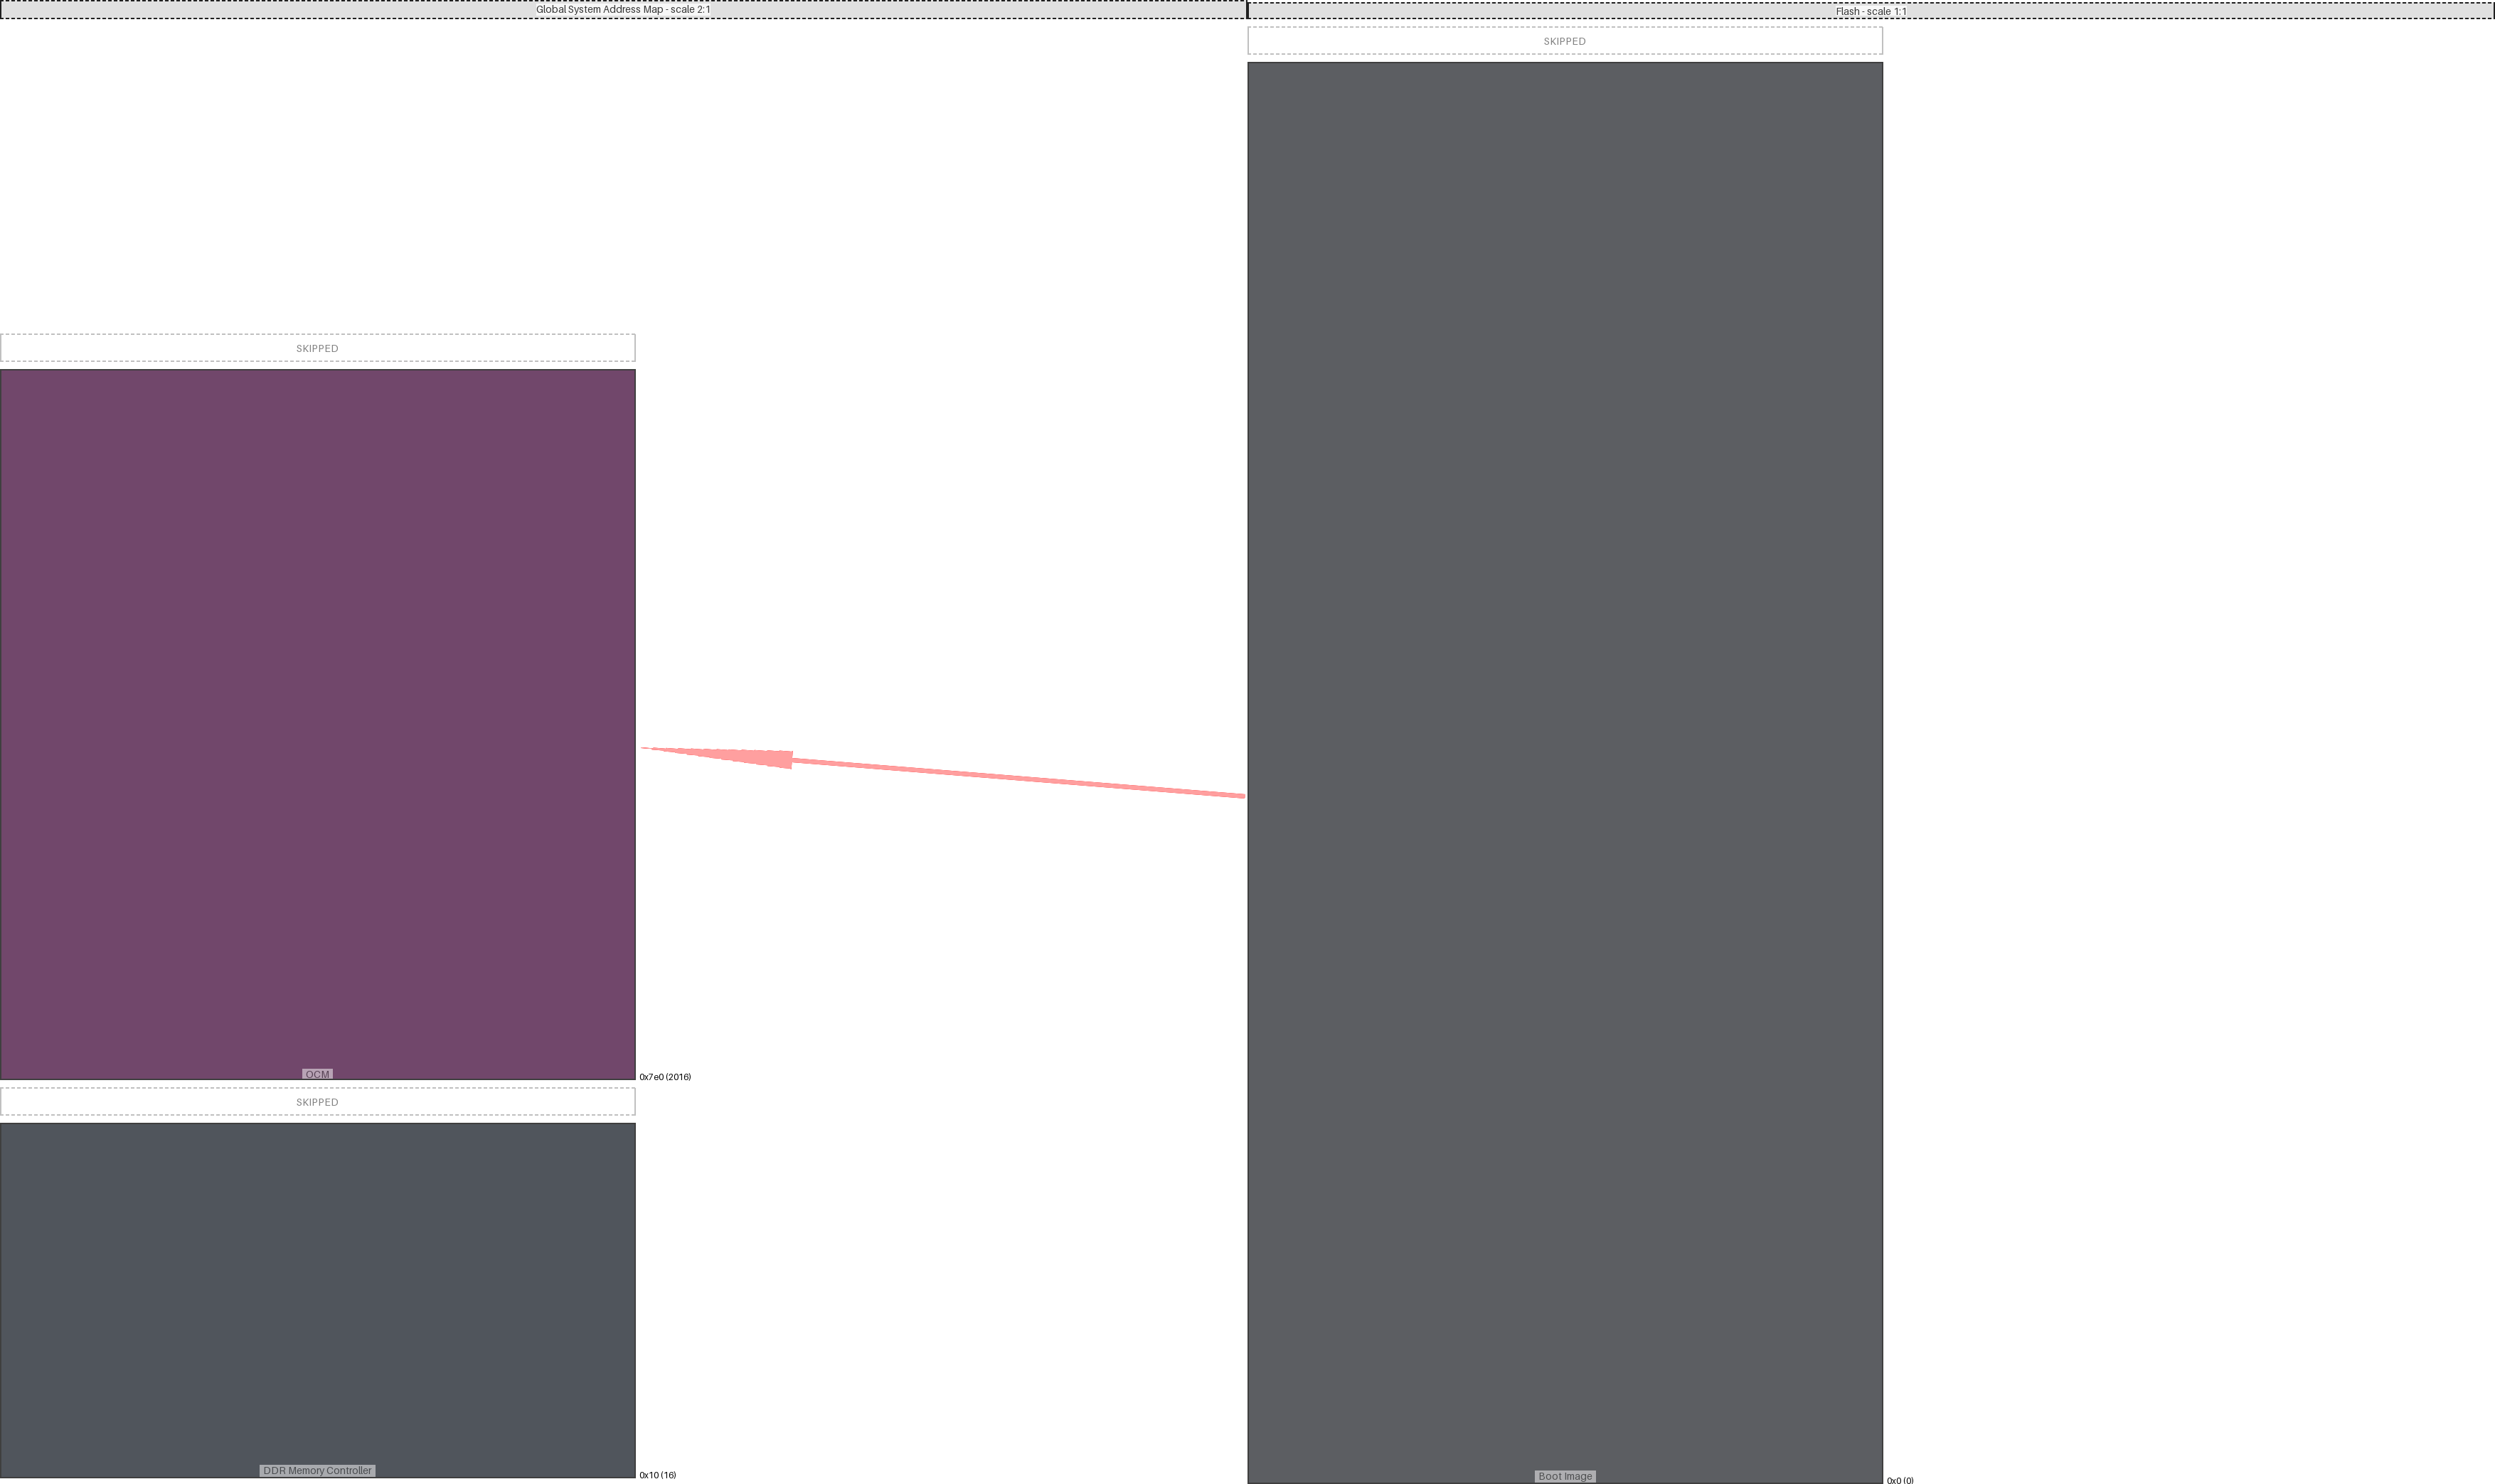 Global System Address Map - scale 2:1
Flash - scale 1:1
SKIPPED
SKIPPED
OCM
0x7e0 (2016)
SKIPPED
DDR Memory Controller
0x10 (16)
Boot Image
0x0 (0)